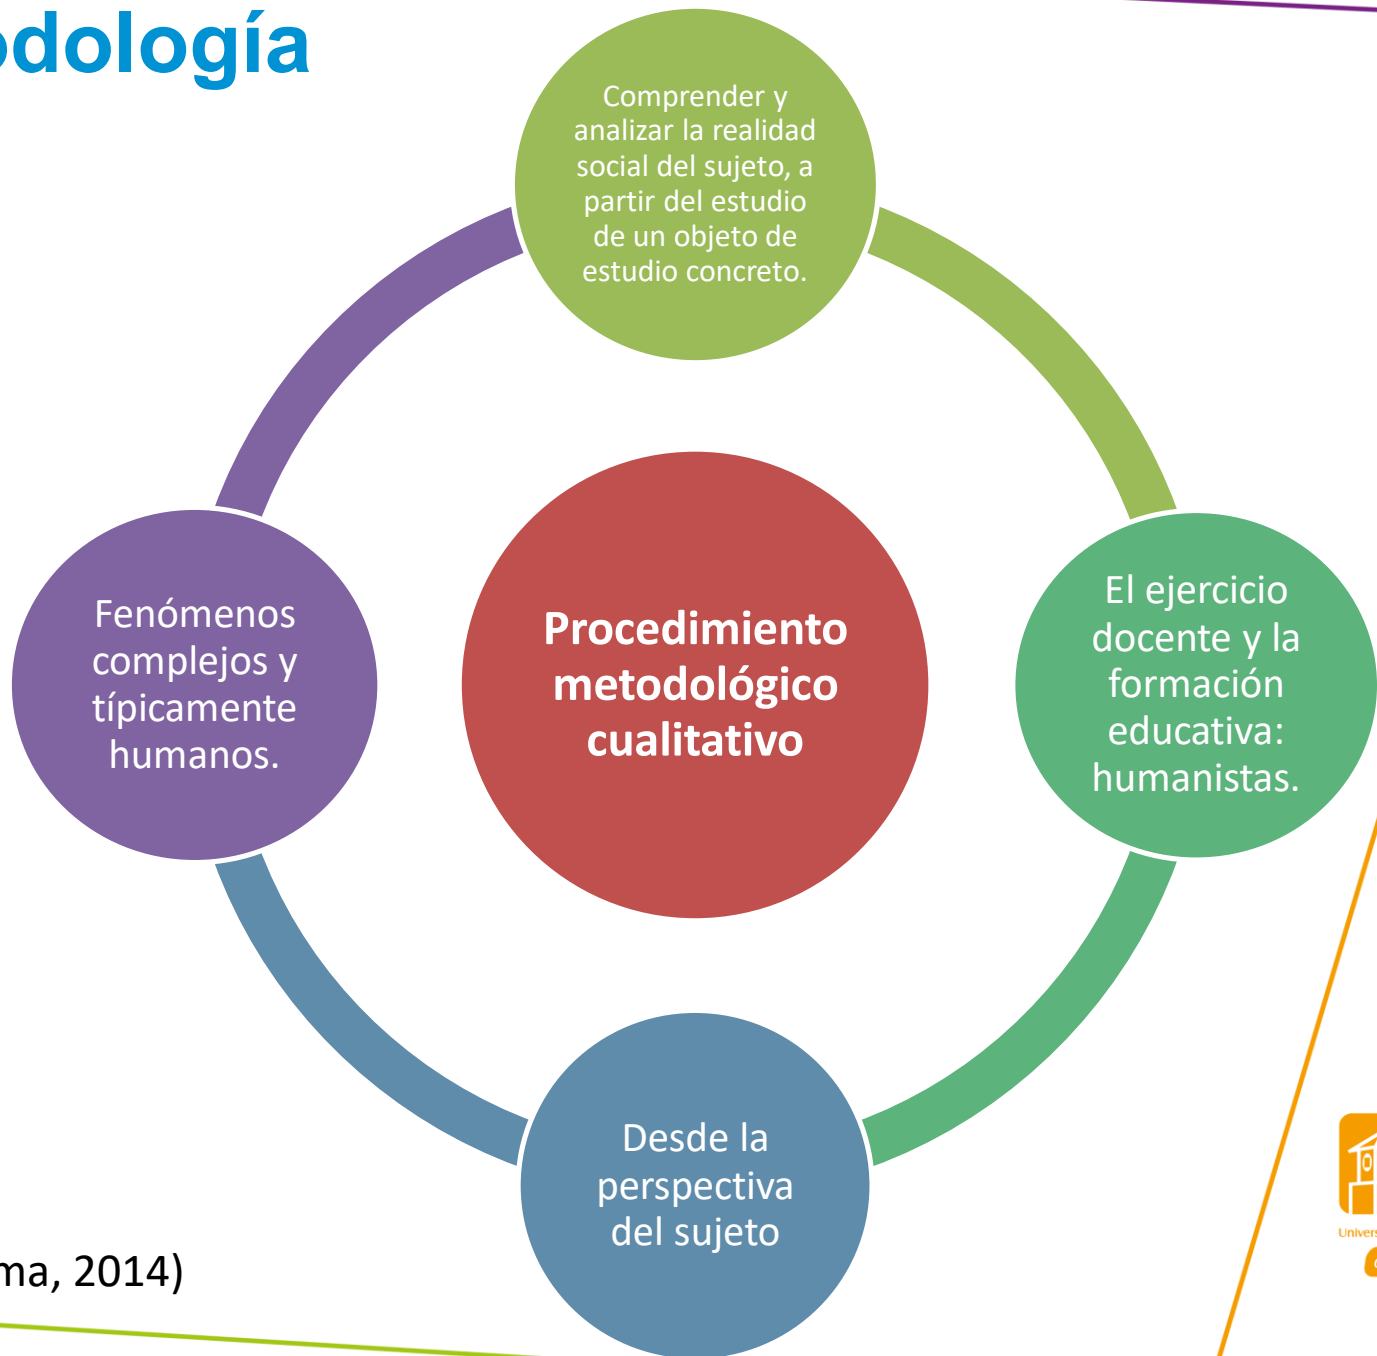 odología
Comprender y
analizar la realidad
social del sujeto, a
partir del estudio
de un objeto de
estudio concreto.
Fenómenos
complejos y
típicamente
humanos.
Procedimiento
metodológico
cualitativo
El ejercicio
docente y la
formación
educativa:
humanistas.
Desde la
perspectiva
del sujeto
ma, 2014)
Univers